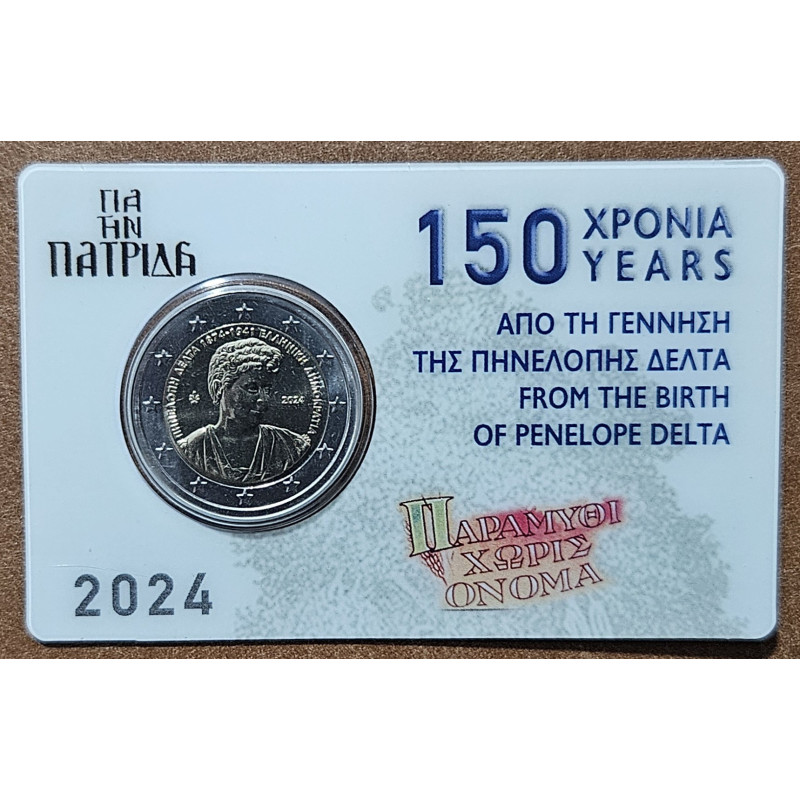 ΓΙΑ
ΤΗΝ
ΠΑΤΡΙΔΑ
150 ΧΡΟΝΙΑ
YEARS
ΑΠΟ ΤΗ ΓΕΝΝΗΣΗ
ΤΗΣ ΠΗΝΕΛΟΠΗΣ ΔΕΛΤΑ
FROM THE BIRTH
OF PENELOPE DELTA
ΠΗΝΕΛΟΠΗ ΔΕΛΤΑ 1874-1941 ΕΛΛΗΝΙΚΗ ΔΗΜΟΚΡΑΤΙΑ
2024
ΠΑΡΑΜΥΘΙ
ΧΩΡΙΣ
ΟΝΟΜΑ
2024